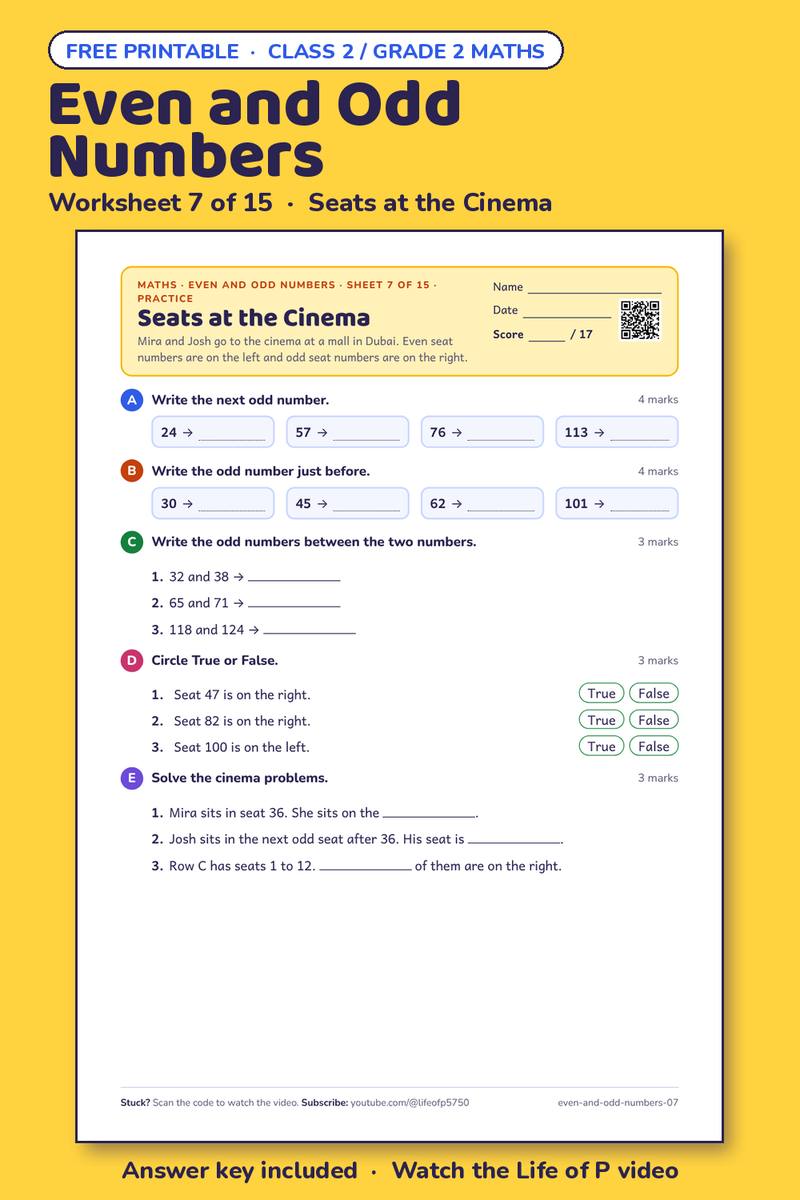 FREE PRINTABLE · CLASS 2 / GRADE 2 MATHS
Even and Odd
Numbers
Worksheet 7 of 15 · Seats at the Cinema
MATHS · EVEN AND ODD NUMBERS · SHEET 7 OF 15 ·
PRACTICE
Seats at the Cinema
Mira and Josh go to the cinema at a mall in Dubai. Even seat
numbers are on the left and odd seat numbers are on the right.
Name
Date
Score ______ / 17
A Write the next odd number. 4 marks
24 → 57 → 76 → 113 →
B Write the odd number just before. 4 marks
30 → 45 → 62 → 101 →
C Write the odd numbers between the two numbers. 3 marks
1. 32 and 38 → ____________
2. 65 and 71 → ____________
3. 118 and 124 → ____________
D Circle True or False. 3 marks
1. Seat 47 is on the right. True False
2. Seat 82 is on the right. True False
3. Seat 100 is on the left. True False
E Solve the cinema problems. 3 marks
1. Mira sits in seat 36. She sits on the ____________.
2. Josh sits in the next odd seat after 36. His seat is ____________.
3. Row C has seats 1 to 12. ____________ of them are on the right.
Stuck? Scan the code to watch the video. Subscribe: youtube.com/@lifeofp5750 even-and-odd-numbers-07
Answer key included · Watch the Life of P video